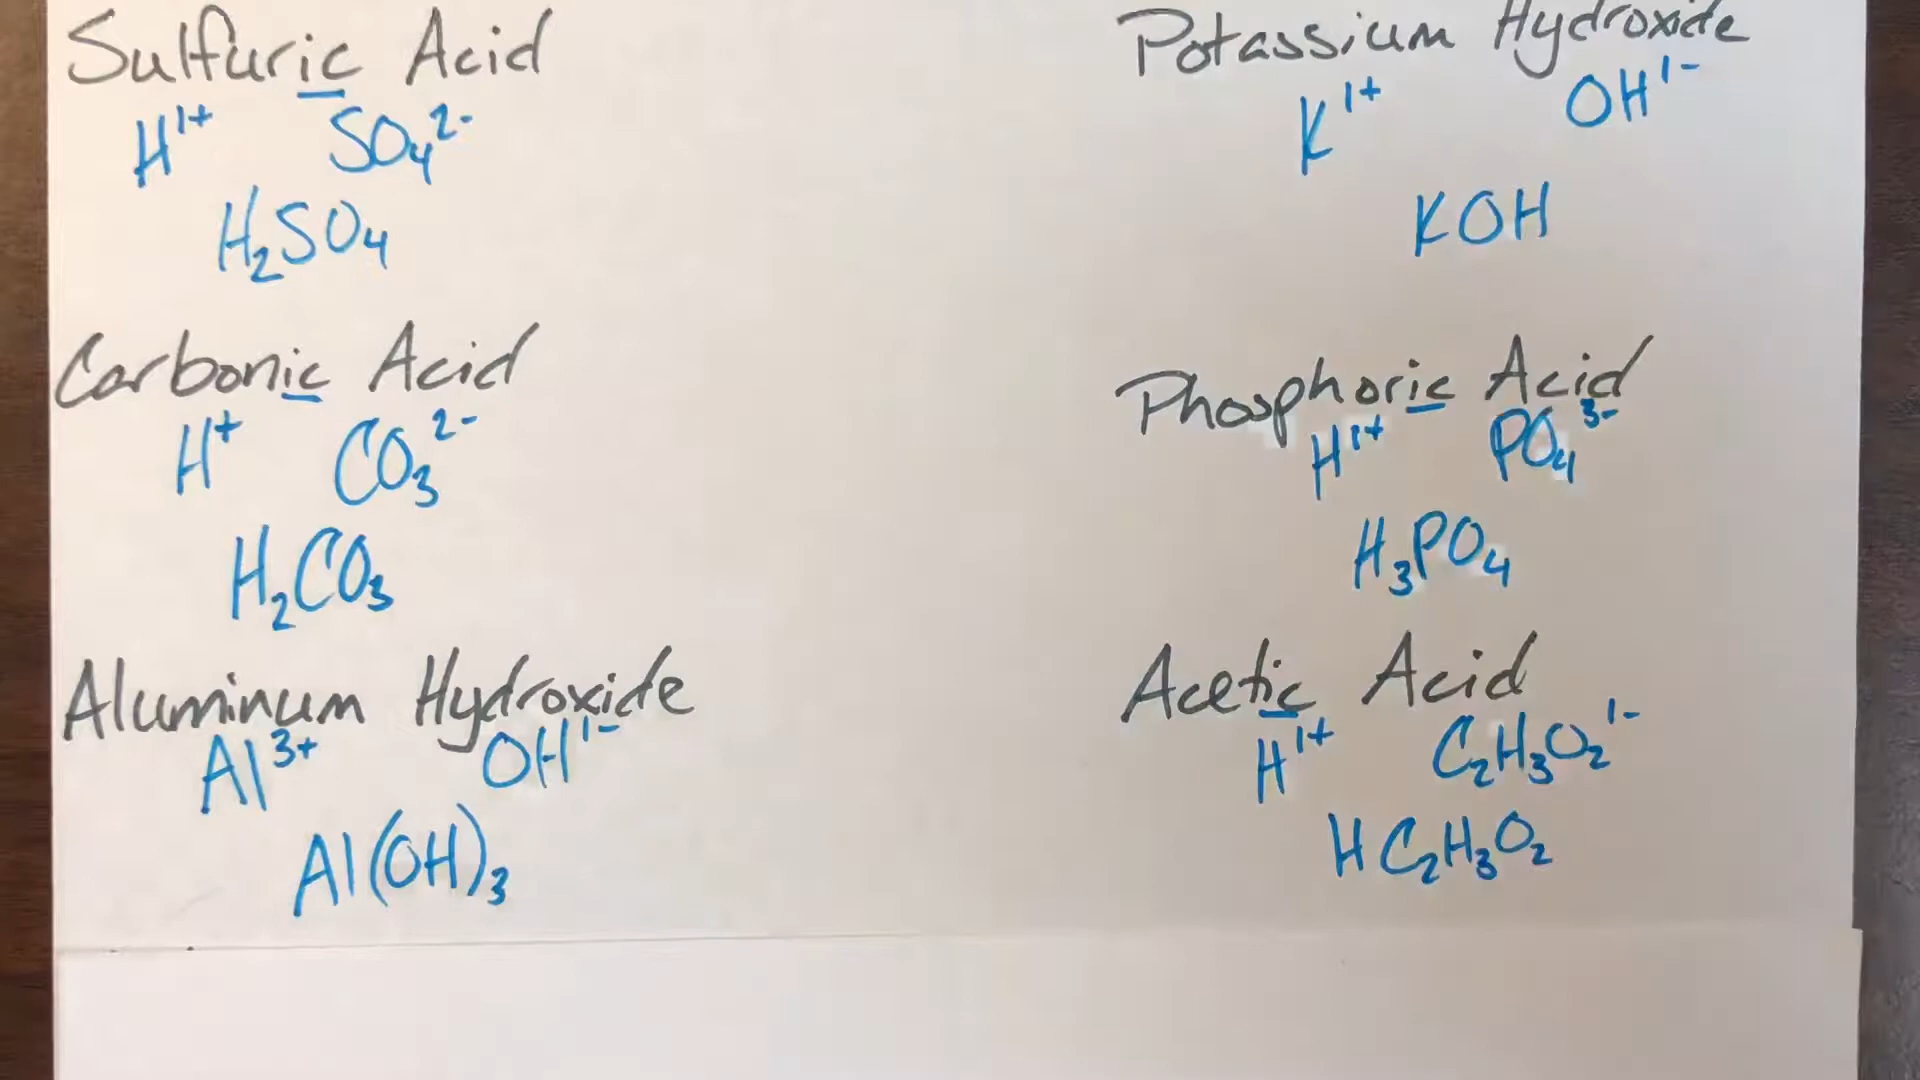 Sulfuric Acid
H¹⁺ SO₄²⁻
H₂SO₄
Carbonic Acid
H⁺ CO₃²⁻
H₂CO₃
Aluminum Hydroxide
Al³⁺ OH¹⁻
Al(OH)₃
Potassium Hydroxide
K¹⁺ OH¹⁻
KOH
Phosphoric Acid
H¹⁺ PO₄³⁻
H₃PO₄
Acetic Acid
H¹⁺ C₂H₃O₂¹⁻
HC₂H₃O₂